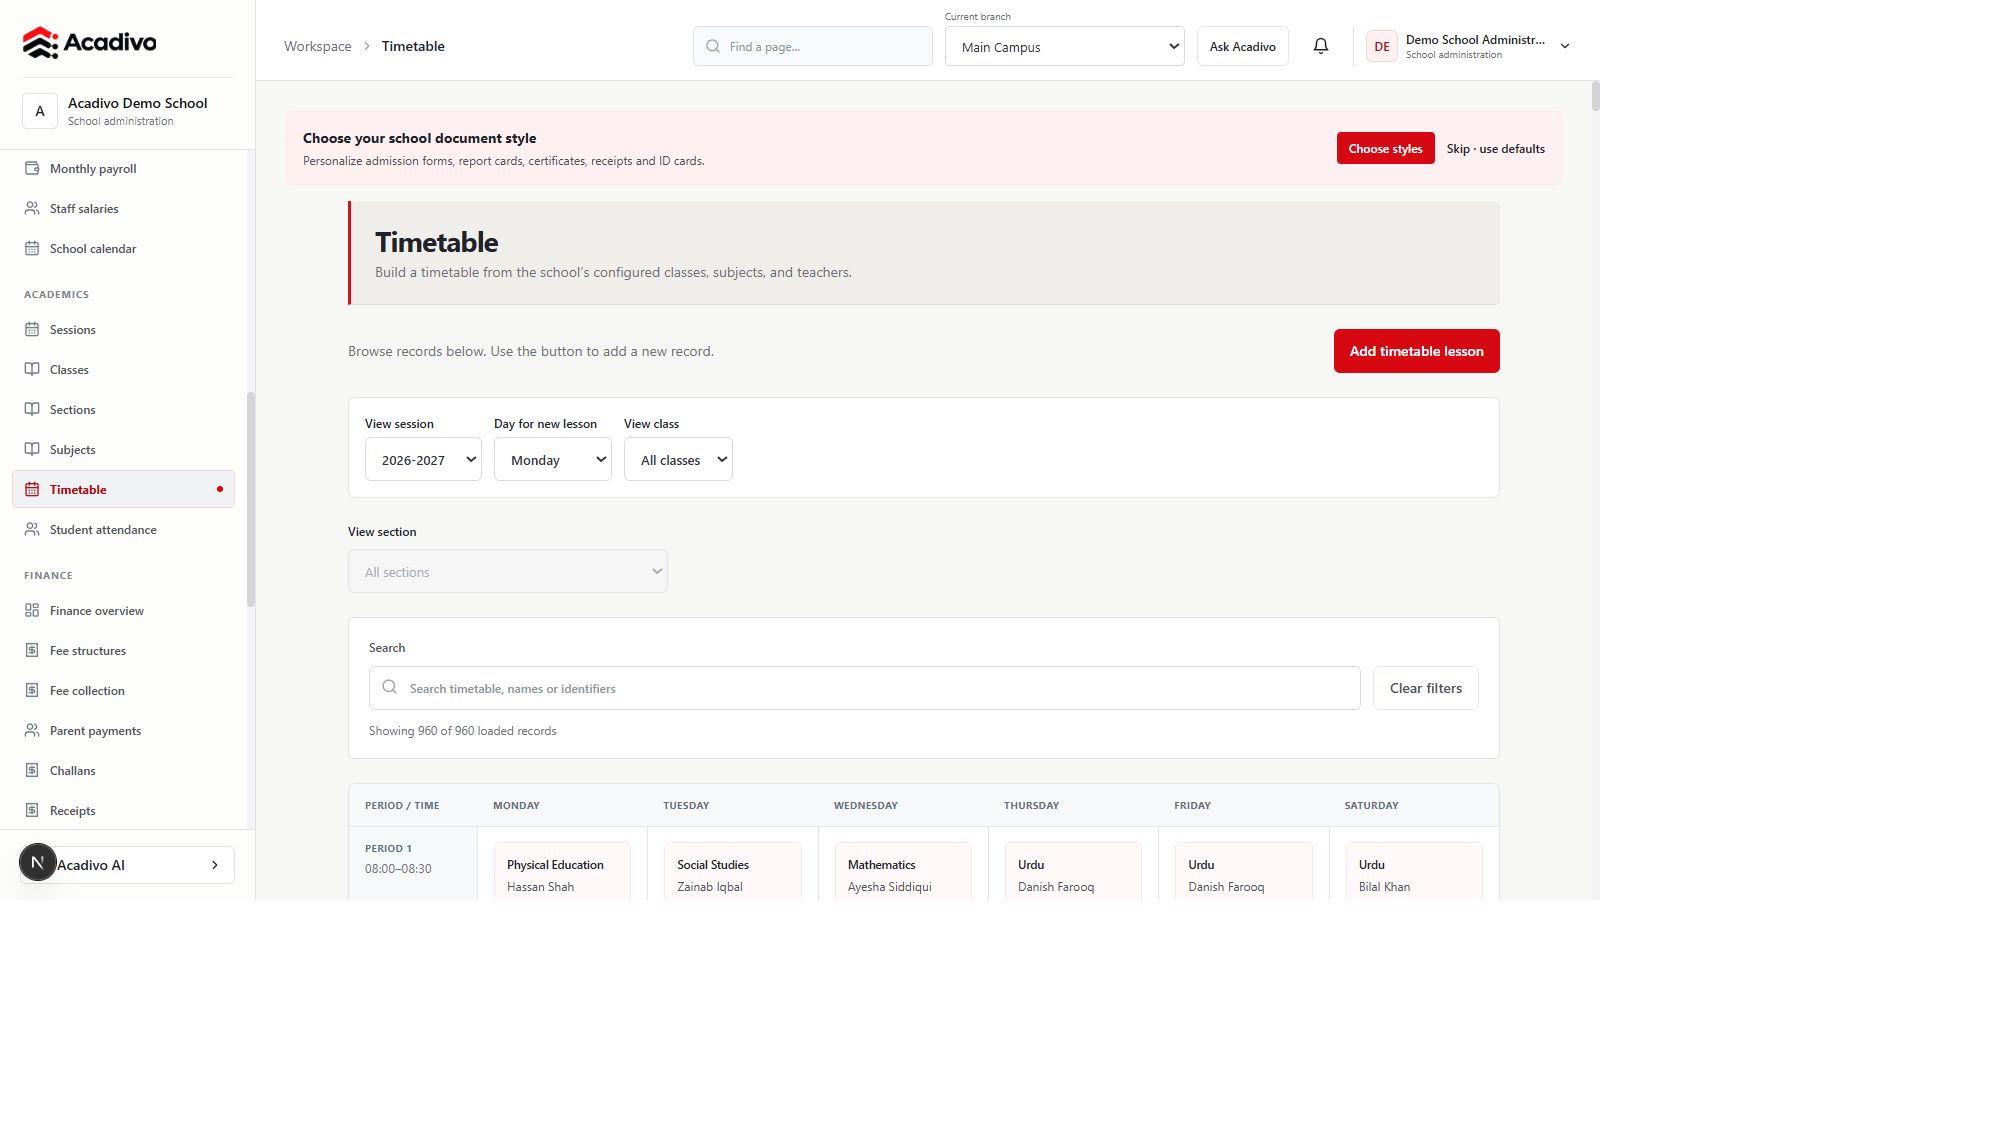 Acadivo
A
Acadivo Demo School
School administration
Monthly payroll
Staff salaries
School calendar
ACADEMICS
Sessions
Classes
Sections
Subjects
Timetable
Student attendance
FINANCE
Finance overview
Fee structures
Fee collection
Parent payments
Challans
Receipts
N
Acadivo AI
Workspace
Timetable
Find a page...
Current branch
Main Campus
Ask Acadivo
DE
Demo School Administr...
School administration
Choose your school document style
Personalize admission forms, report cards, certificates, receipts and ID cards.
Choose styles
Skip · use defaults
Timetable
Build a timetable from the school’s configured classes, subjects, and teachers.
Browse records below. Use the button to add a new record.
Add timetable lesson
View session
Day for new lesson
View class
2026-2027
Monday
All classes
View section
All sections
Search
Search timetable, names or identifiers
Clear filters
Showing 960 of 960 loaded records
PERIOD / TIME MONDAY TUESDAY WEDNESDAY THURSDAY FRIDAY SATURDAY
PERIOD 1
08:00–08:30
Physical Education
Hassan Shah
Social Studies
Zainab Iqbal
Mathematics
Ayesha Siddiqui
Urdu
Danish Farooq
Urdu
Danish Farooq
Urdu
Bilal Khan